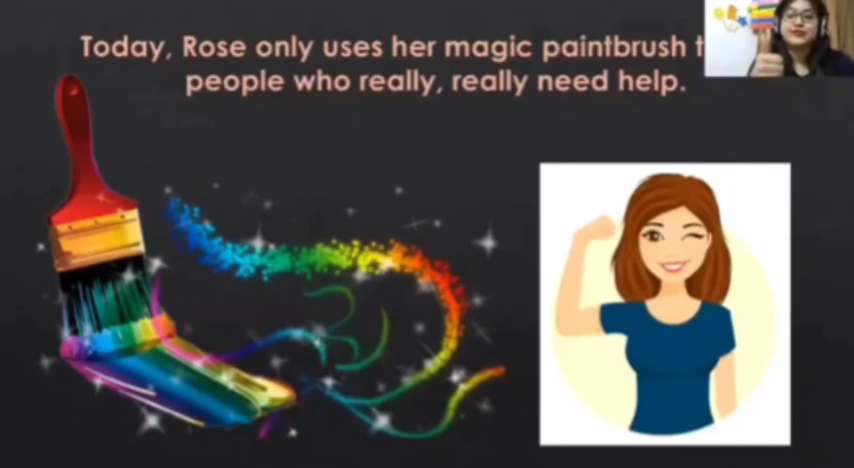 Today, Rose only uses her magic paintbrush
people who really, really need help.